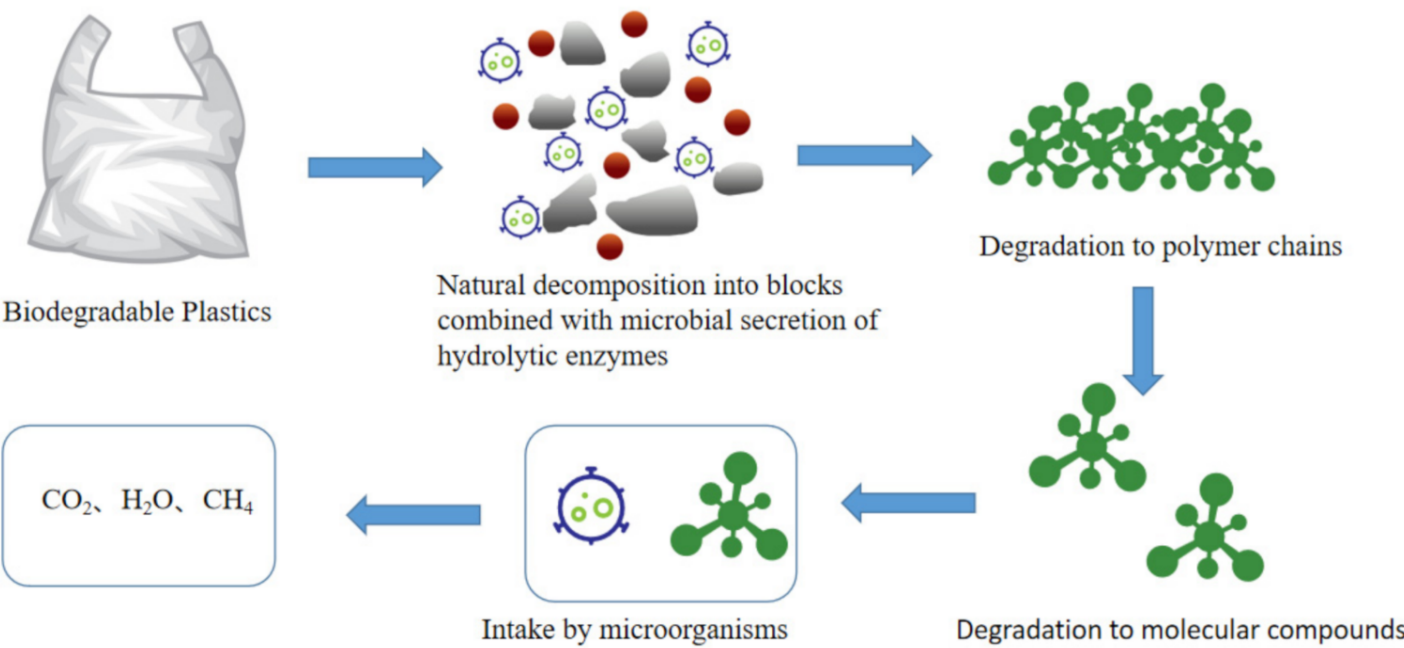 Biodegradable Plastics
Natural decomposition into blocks
combined with microbial secretion of
hydrolytic enzymes
Degradation to polymer chains
Degradation to molecular compounds
Intake by microorganisms
CO₂、H₂O、CH₄